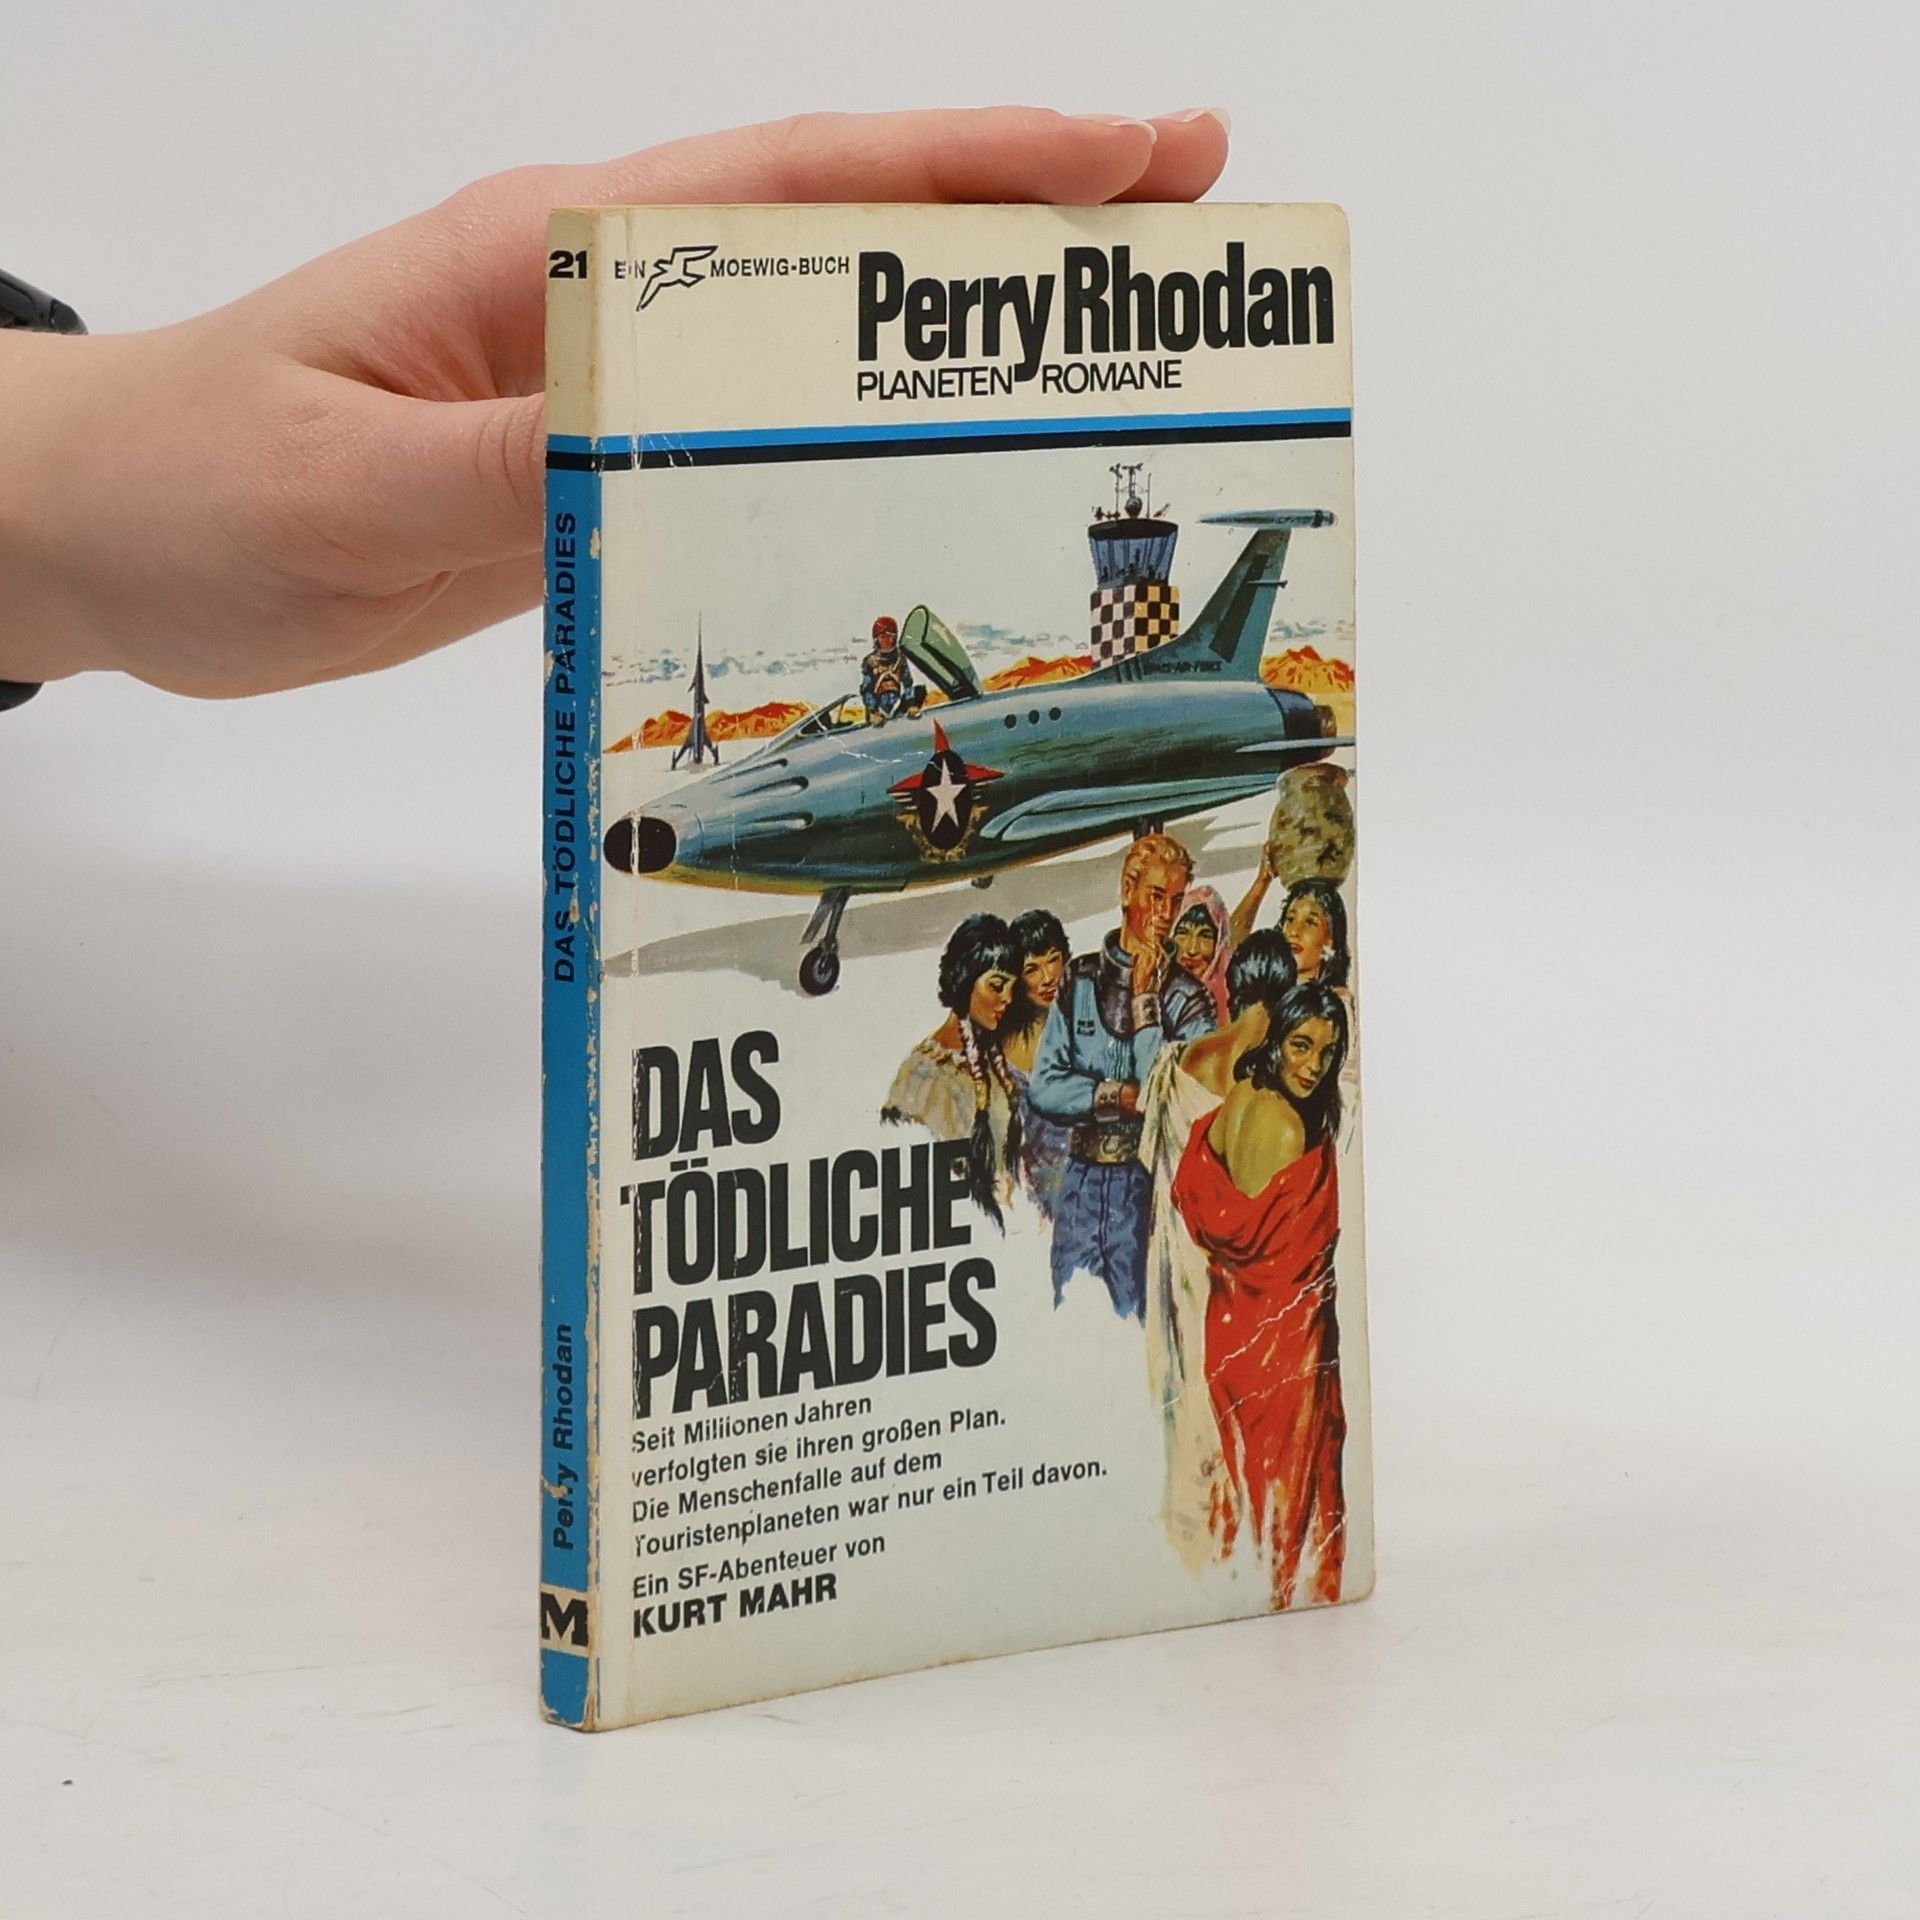 21
EIN MOEWIG-BUCH
Perry Rhodan
PLANETEN ROMANE
DAS
TÖDLICHE
PARADIES
Seit Millionen Jahren
verfolgten sie ihren großen Plan.
Die Menschenfalle auf dem
Touristenplaneten war nur ein Teil davon.
Ein SF-Abenteuer von
KURT MAHR
DAS TÖDLICHE PARADIES
Perry Rhodan
M